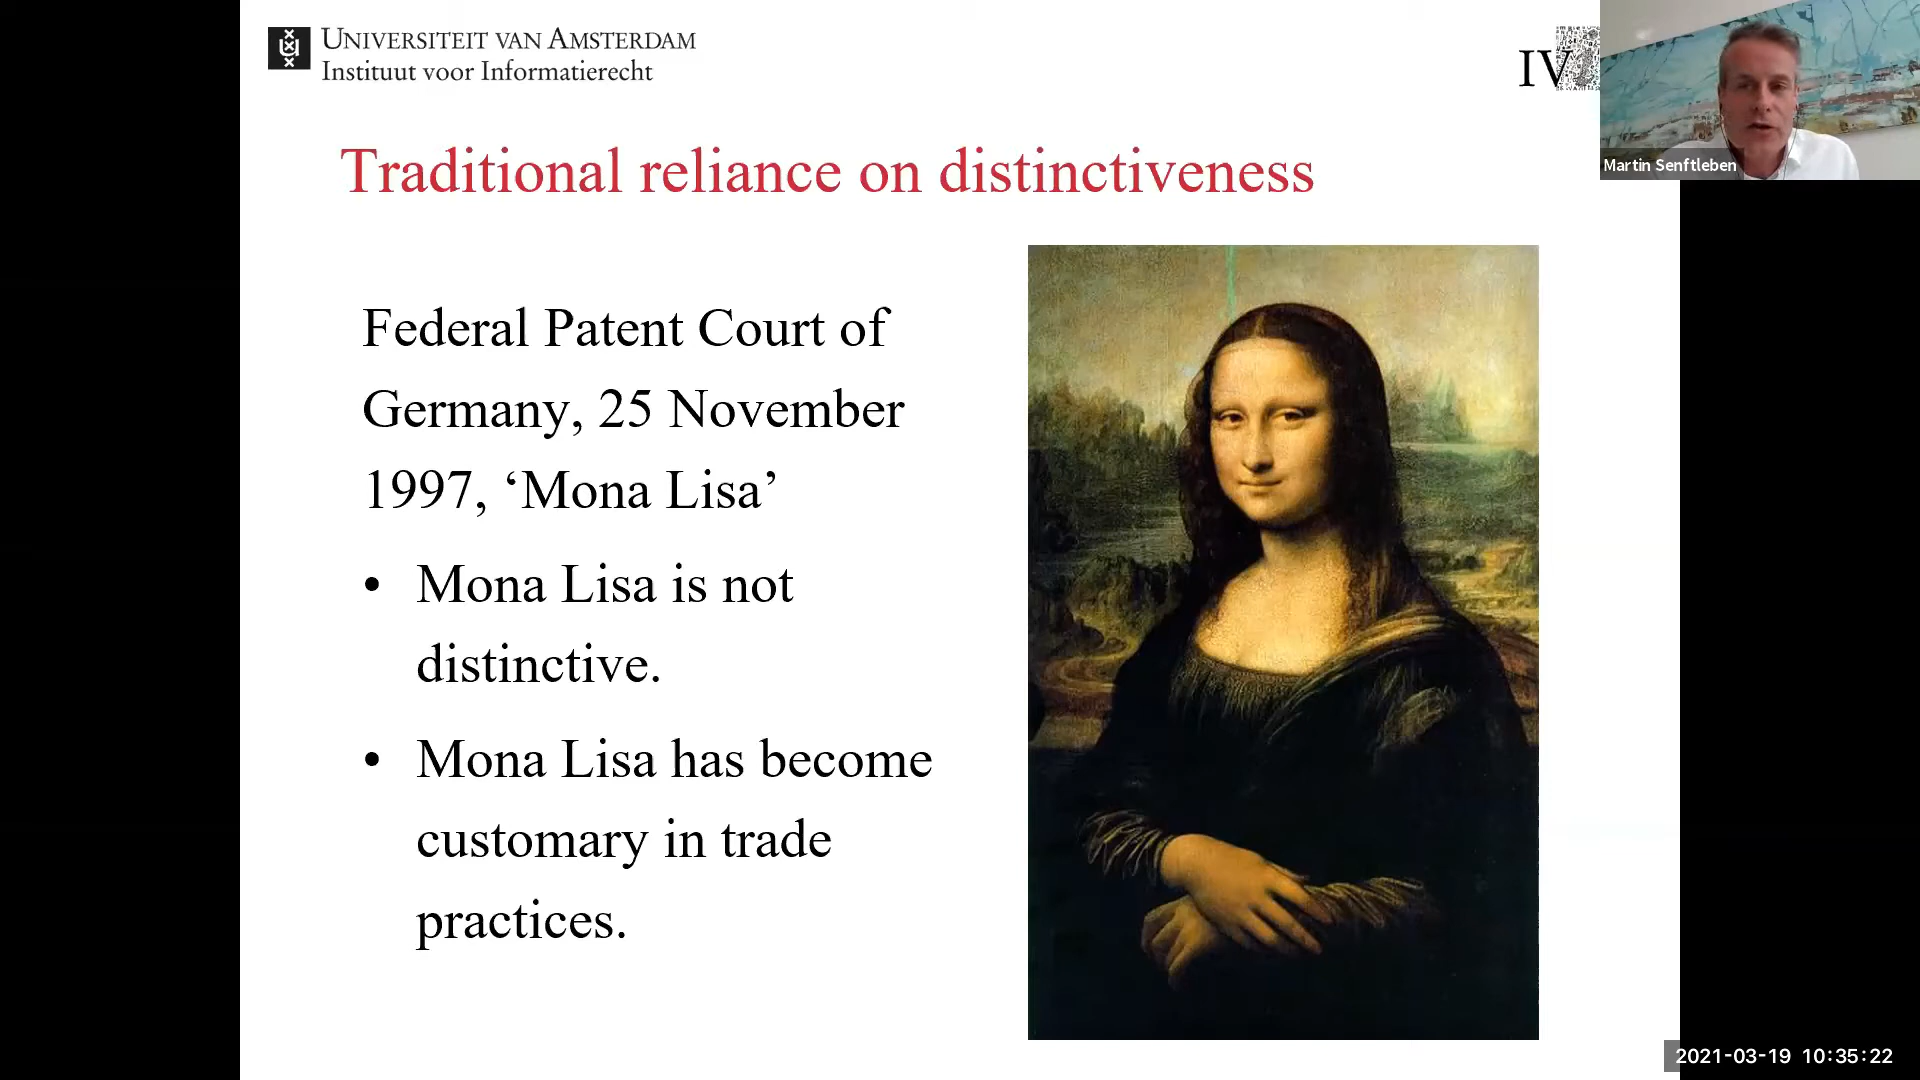 UNIVERSITEIT VAN AMSTERDAM
Instituut voor Informatierecht
IV
Martin Senftleben
Traditional reliance on distinctiveness
Federal Patent Court of
Germany, 25 November
1997, ‘Mona Lisa’
• Mona Lisa is not
distinctive.
• Mona Lisa has become
customary in trade
practices.
2021-03-19 10:35:22